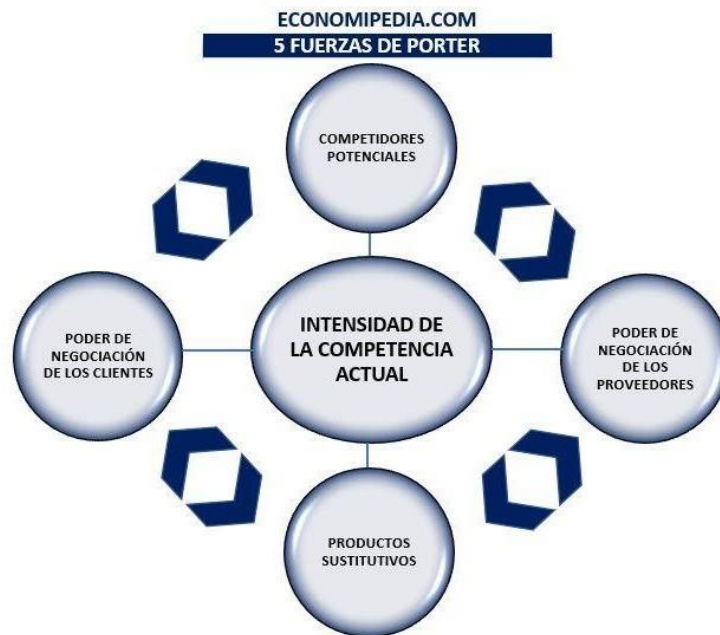 ECONOMIPEDIA.COM
5 FUERZAS DE PORTER
COMPETIDORES
POTENCIALES
PODER DE
NEGOCIACIÓN
DE LOS CLIENTES
INTENSIDAD DE
LA COMPETENCIA
ACTUAL
PODER DE
NEGOCIACIÓN
DE LOS
PROVEEDORES
PRODUCTOS
SUSTITUTIVOS